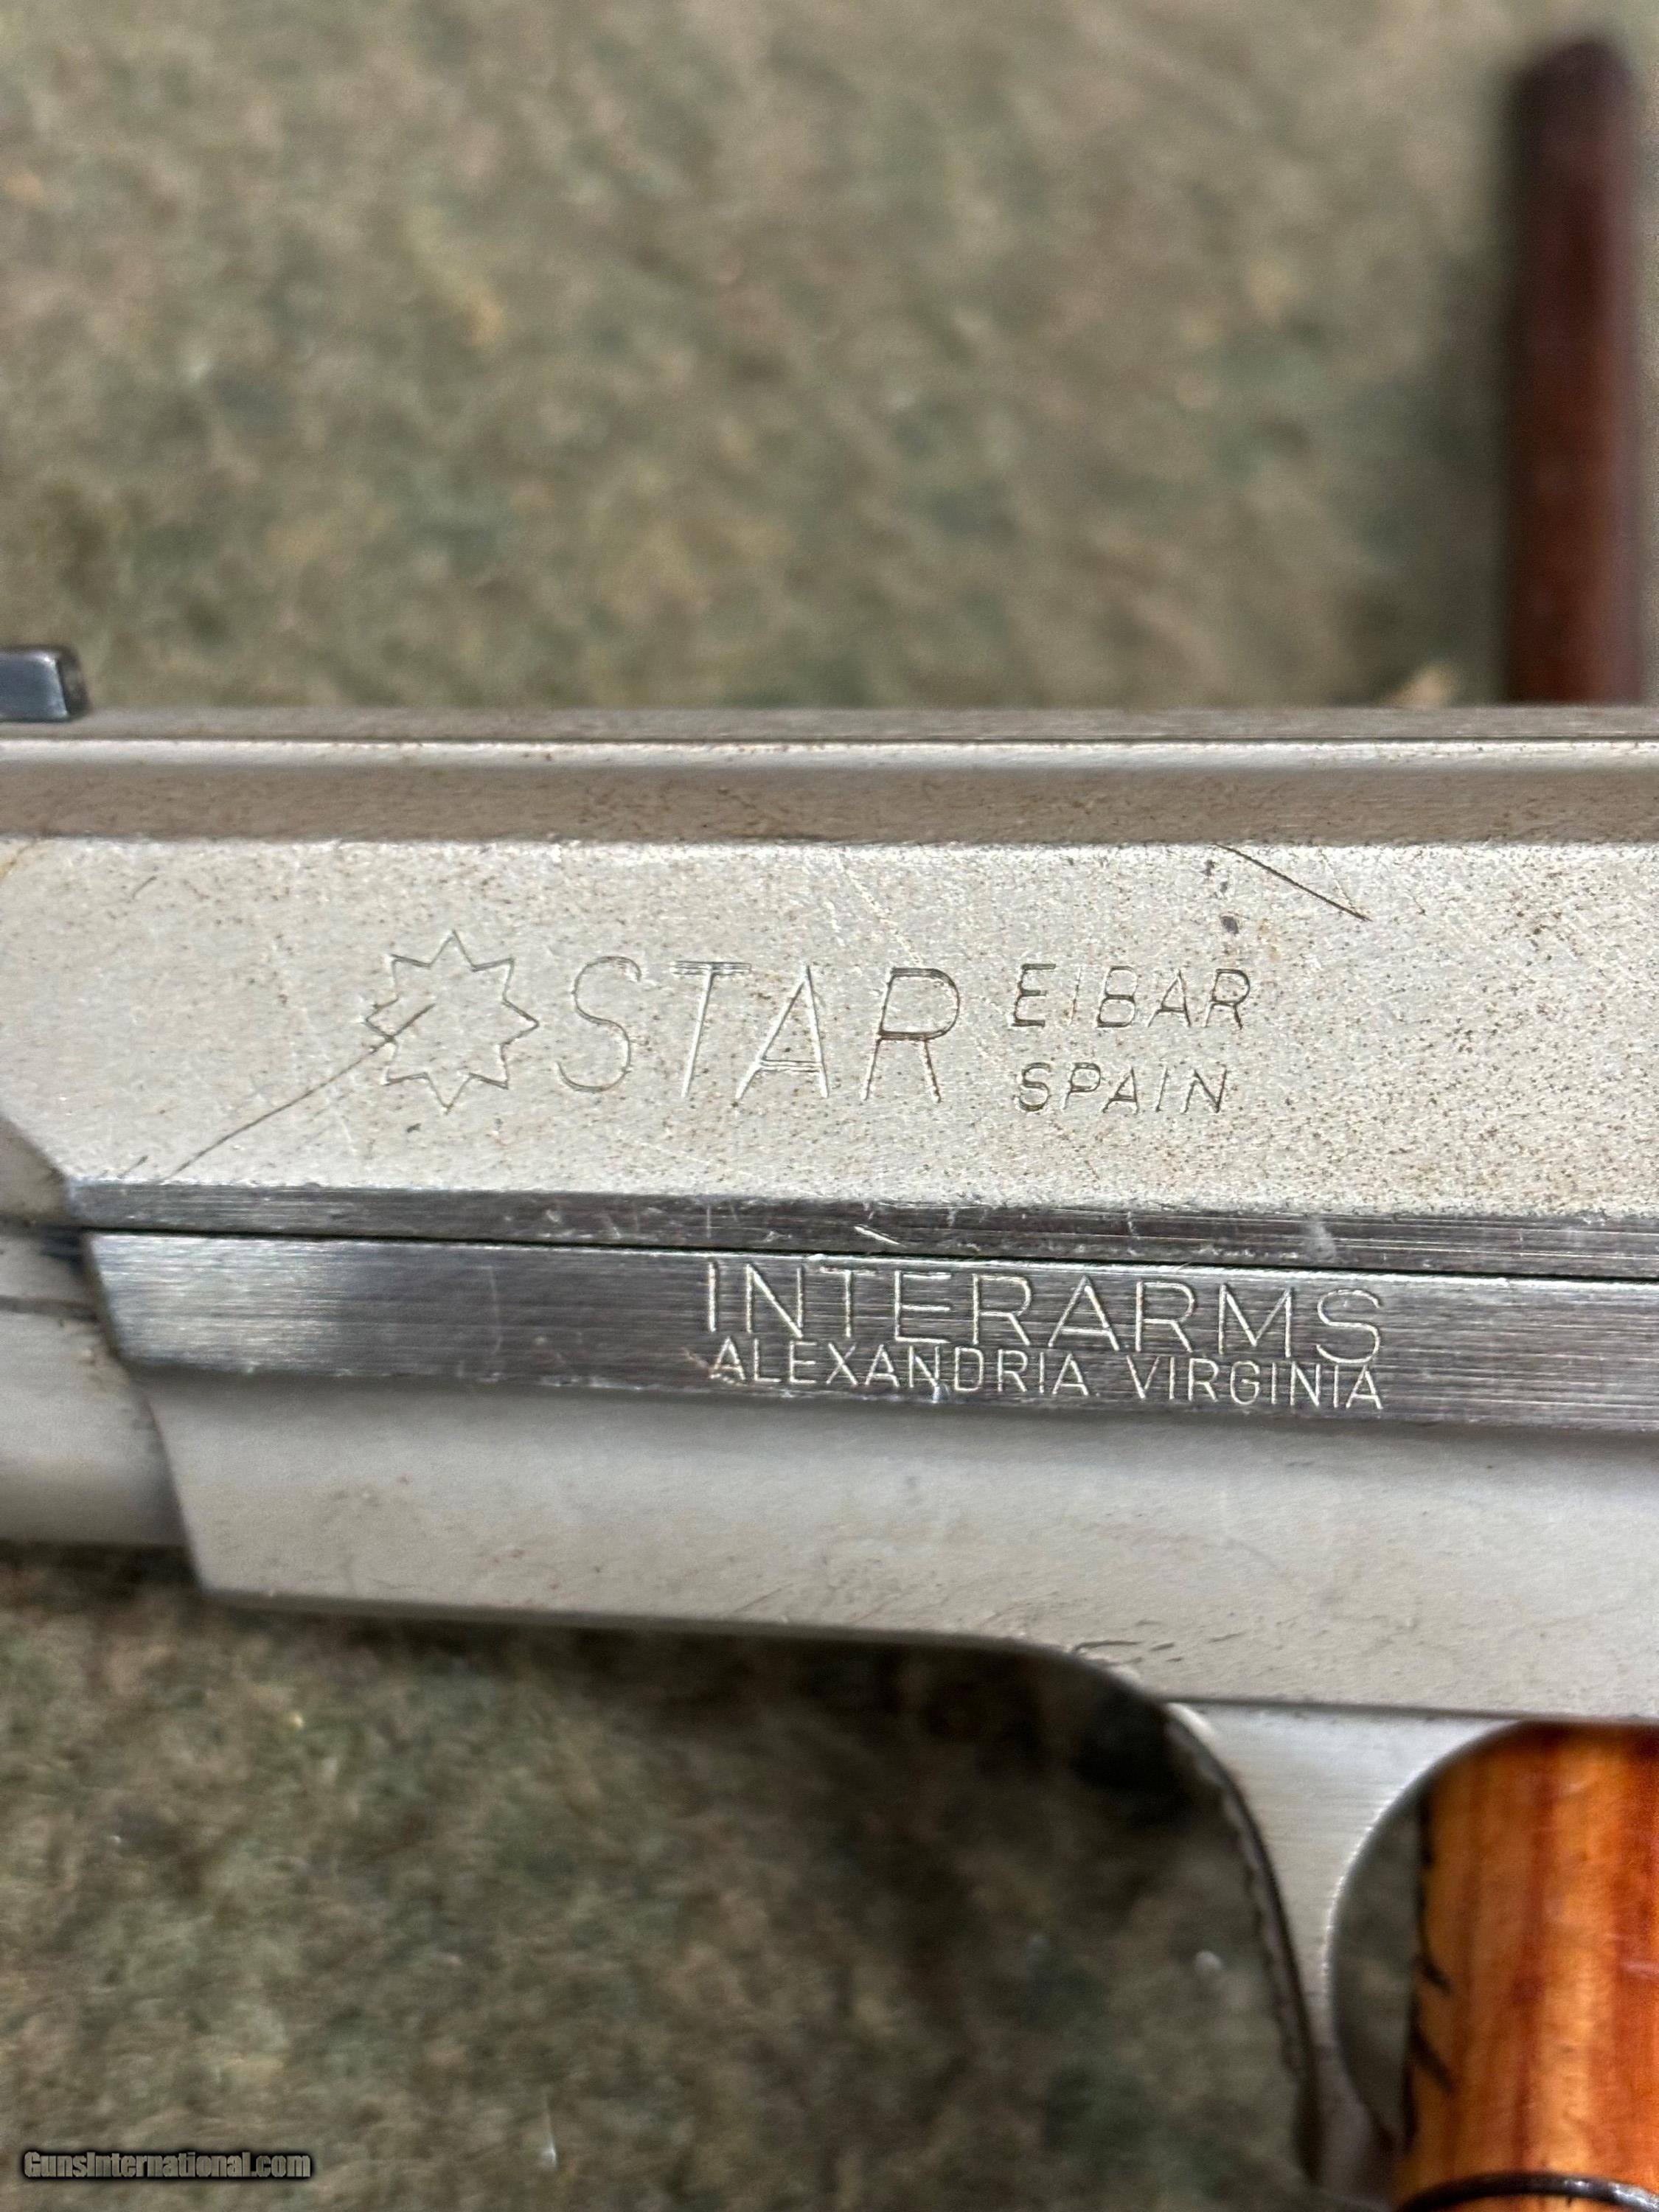 STAR EIBAR
SPAIN
INTERARMS
ALEXANDRIA VIRGINIA
GunsInternational.com